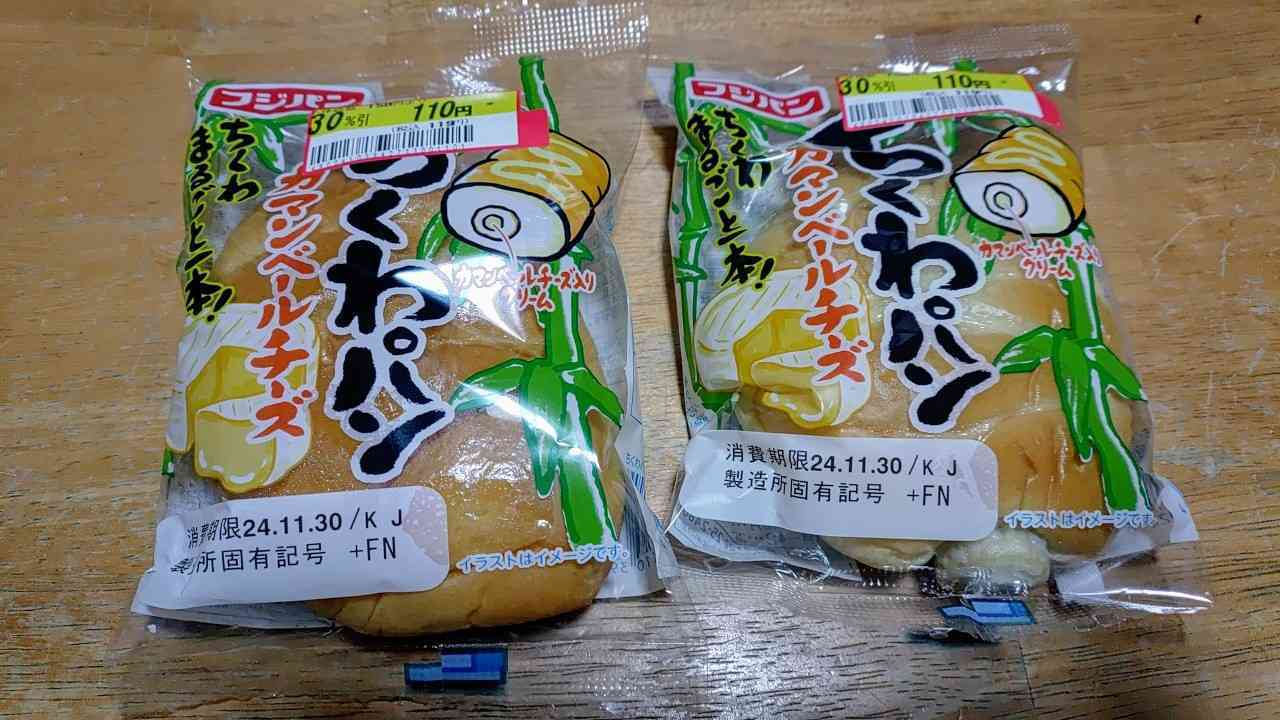 フジパン
30%引 110円
(税込 119円)
ちくわ
まるごと一本!
ちくわパン
カマンベールチーズ
カマンベールチーズ入り
クリーム
消費期限24.11.30/K J
製造所固有記号 +FN
イラストはイメージです。
フジパン
30%引 110円
ちくわ
まるごと一本!
ちくわパン
カマンベールチーズ
カマンベールチーズ入り
クリーム
消費期限24.11.30/K J
製造所固有記号 +FN
イラストはイメージです